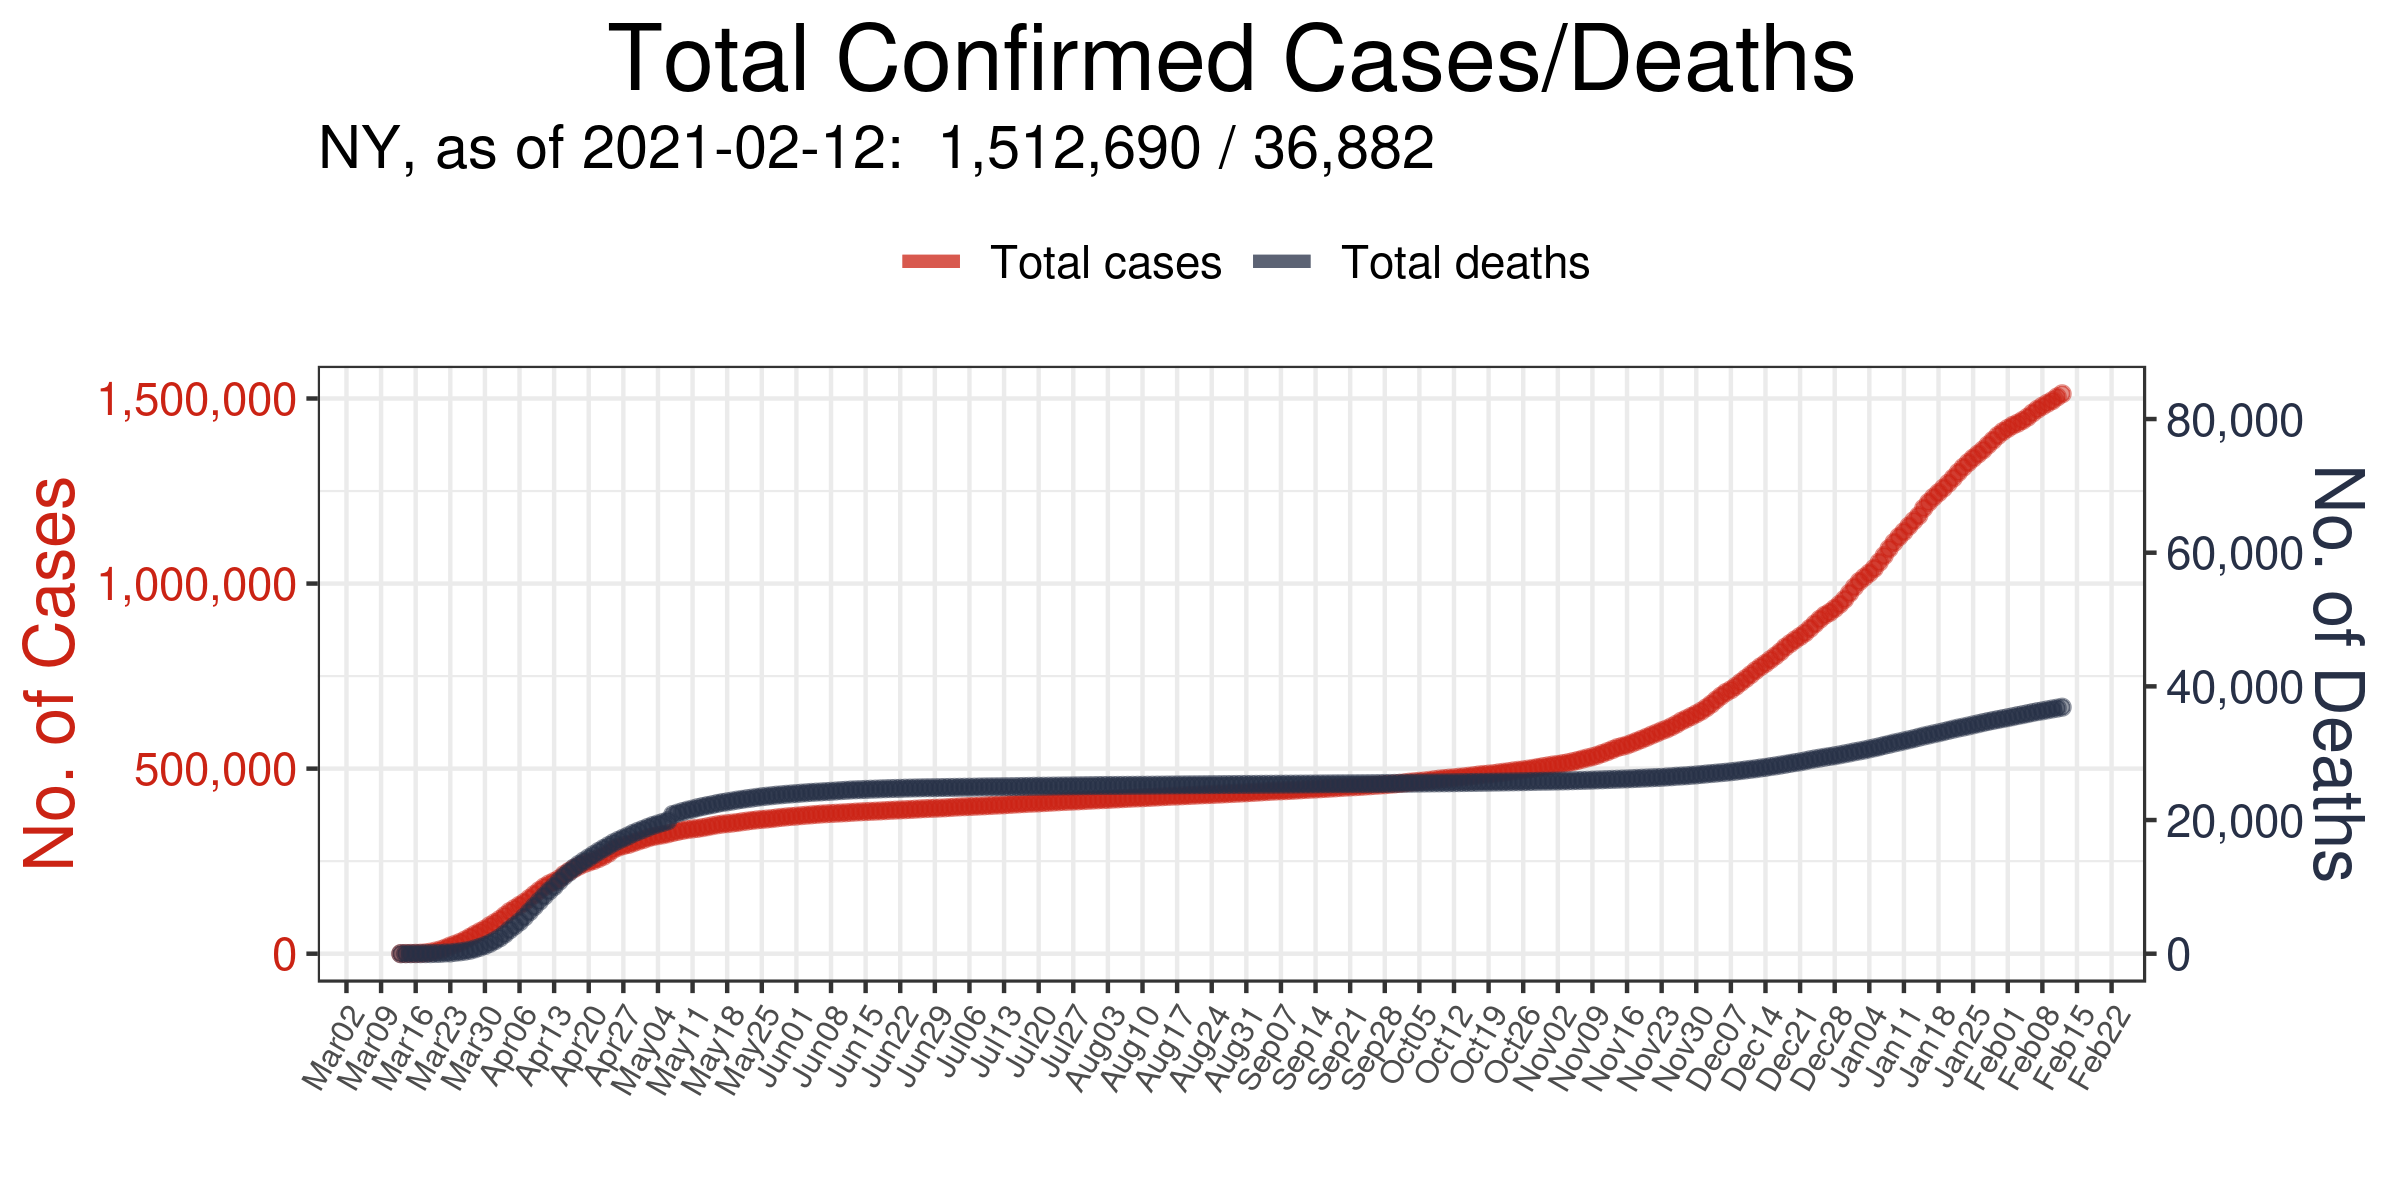 Total Confirmed Cases/Deaths
NY, as of 2021-02-12:  1,512,690 / 36,882
Total cases
Total deaths
No. of Cases
1,500,000
1,000,000
500,000
0
80,000
60,000
40,000
20,000
0
No. of Deaths
Mar02
Mar09
Mar16
Mar23
Mar30
Apr06
Apr13
Apr20
Apr27
May04
May11
May18
May25
Jun01
Jun08
Jun15
Jun22
Jun29
Jul06
Jul13
Jul20
Jul27
Aug03
Aug10
Aug17
Aug24
Aug31
Sep07
Sep14
Sep21
Sep28
Oct05
Oct12
Oct19
Oct26
Nov02
Nov09
Nov16
Nov23
Nov30
Dec07
Dec14
Dec21
Dec28
Jan04
Jan11
Jan18
Jan25
Feb01
Feb08
Feb15
Feb22